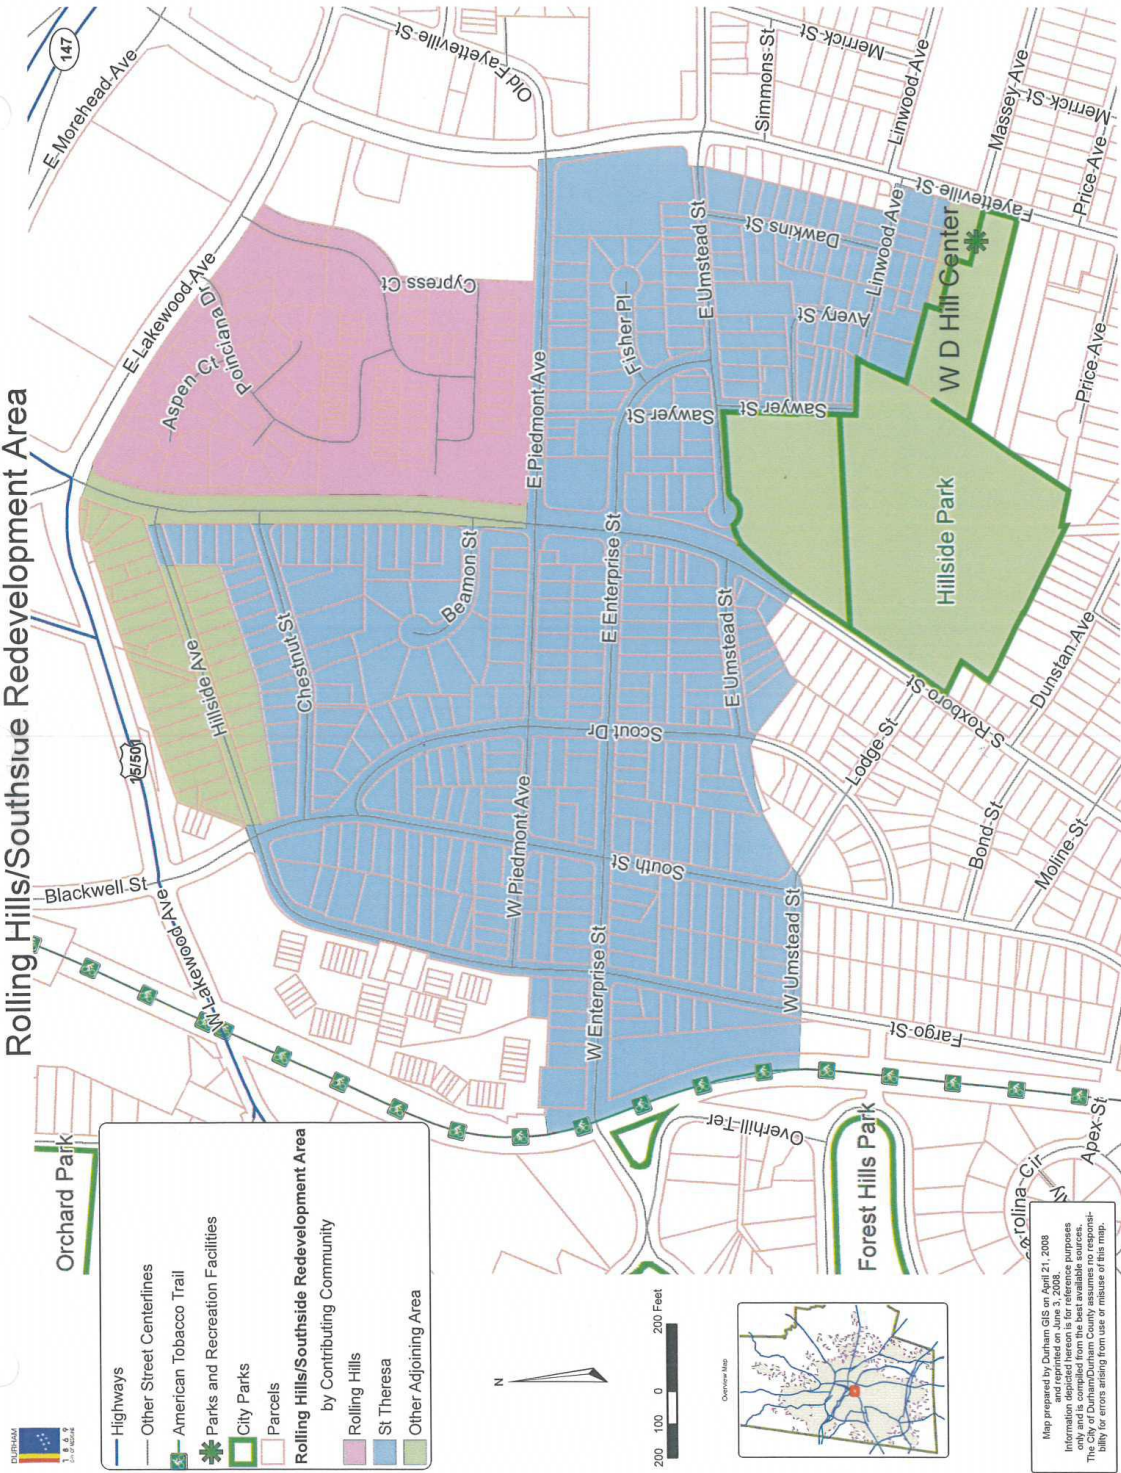 Rolling Hills/Southside Redevelopment Area
147
E Morehead Ave
Old Fayetteville St
Simmons St
Merrick St
Linwood Ave
Massey Ave
Merrick St
Price Ave
Fayetteville St
E Lakewood Ave
Poinciana Dr
Aspen Ct
Cypress Ct
E Piedmont Ave
Fisher Pl
E Umstead St
Dawkins St
Linwood Ave
Avery St
Sawyer St
Sawyer St
Sawyer St
W D Hill Center
Price Ave
Hillside Park
15/501
Hillside Ave
Chestnut St
Beamon St
E Enterprise St
E Umstead St
Scout Dr
S Roxboro St
Dunstan Ave
Lodge St
Bond St
Moline St
Blackwell St
W Lakewood Ave
W Piedmont Ave
South St
W Enterprise St
W Umstead St
Fargo St
Orchard Park
Overhill Ter
Forest Hills Park
Apex St
DURHAM
1 8 6 9
CITY OF MEDICINE
Highways
Other Street Centerlines
American Tobacco Trail
Parks and Recreation Facilities
City Parks
Parcels
Rolling Hills/Southside Redevelopment Area
by Contributing Community
Rolling Hills
St Theresa
Other Adjoining Area
N
200 100 0 200 Feet
Overview Map
Map prepared by Durham GIS on April 21, 2008
and reprinted on June 3, 2008.
Information depicted hereon is for reference purposes
only and is compiled from the best available sources.
The City of Durham/Durham County assumes no responsi-
bility for errors arising from use or misuse of this map.